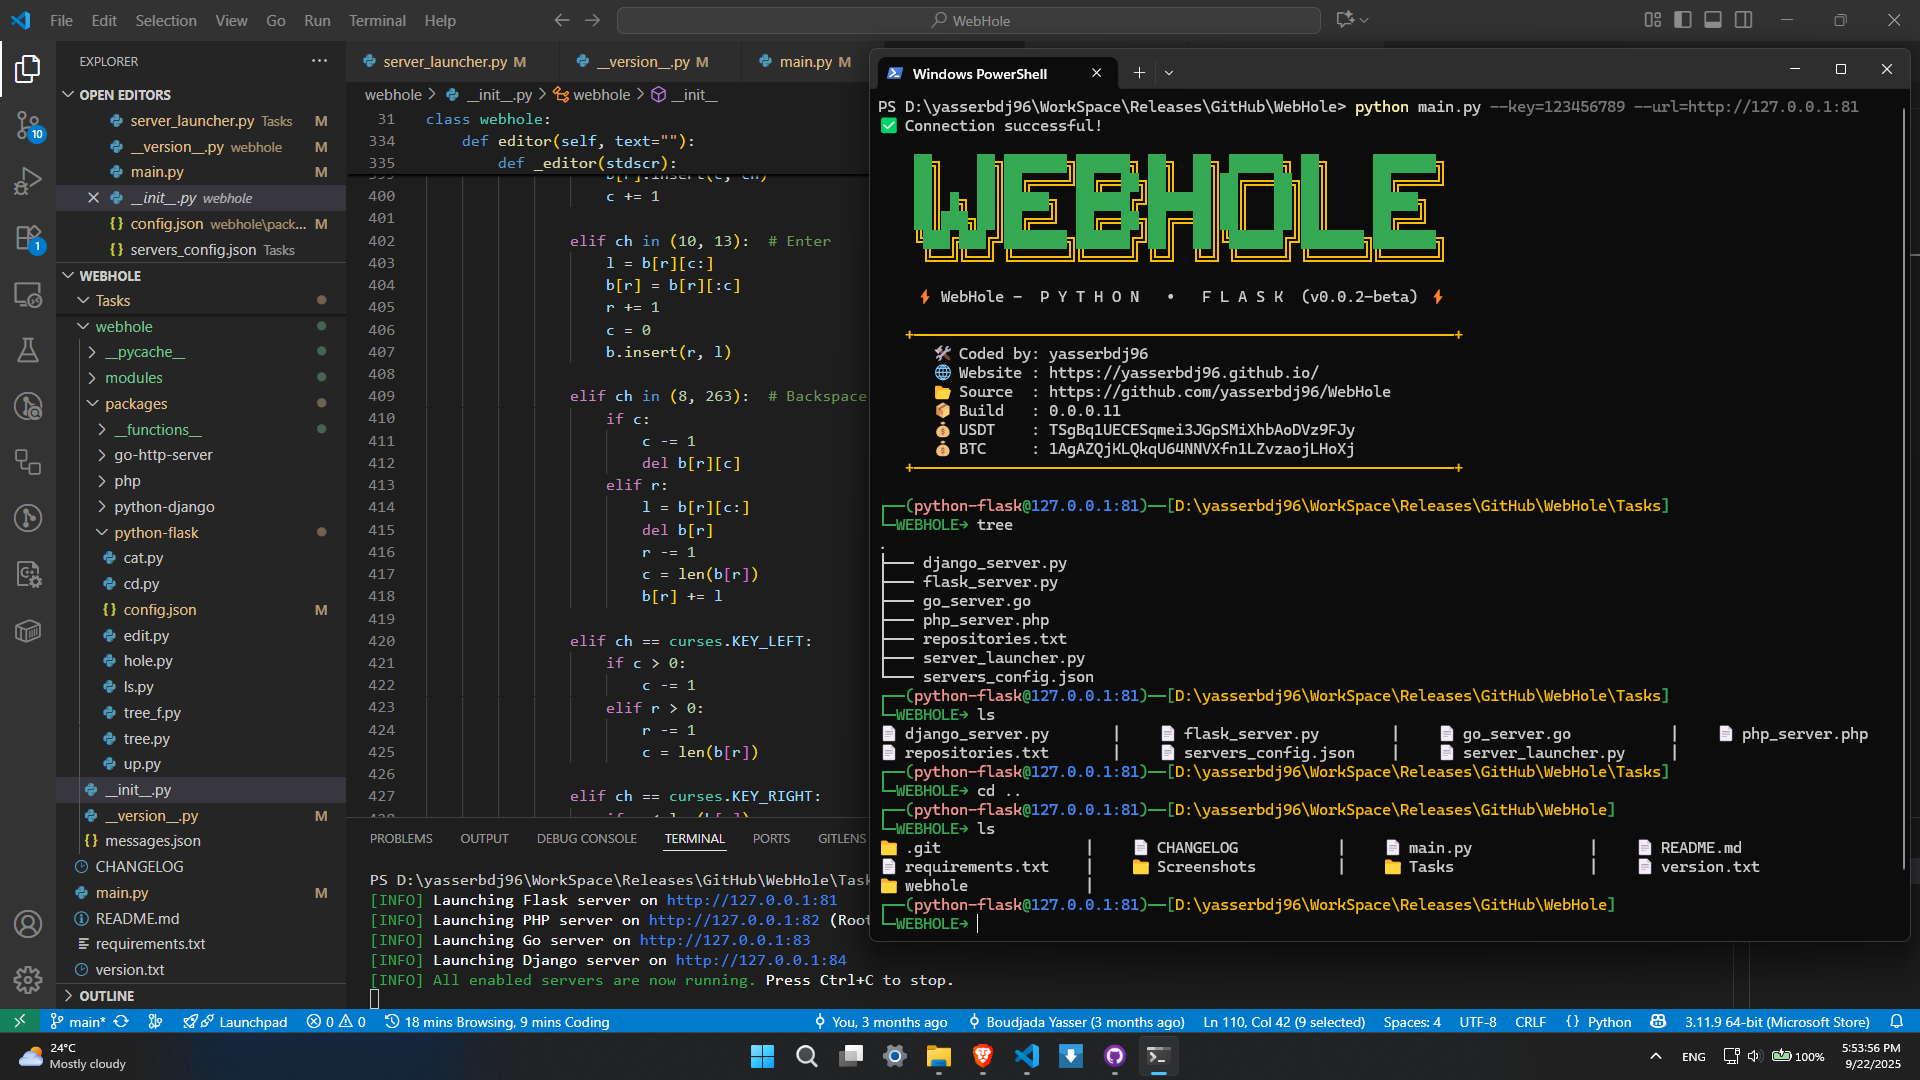 File Edit Selection View Go Run Terminal Help
WebHole
EXPLORER
OPEN EDITORS
server_launcher.py Tasks M
__version__.py webhole M
main.py M
__init__.py webhole
config.json webhole\pack... M
servers_config.json Tasks
WEBHOLE
Tasks
webhole
__pycache__
modules
packages
__functions__
go-http-server
php
python-django
python-flask
cat.py
cd.py
config.json M
edit.py
hole.py
ls.py
tree_f.py
tree.py
up.py
__init__.py
__version__.py M
messages.json
CHANGELOG
main.py M
README.md
requirements.txt
version.txt
OUTLINE
server_launcher.py M __version__.py M main.py M
webhole > __init__.py > webhole > __init__
31 class webhole:
334 def editor(self, text=""):
335 def _editor(stdscr):
400 c += 1
401
402 elif ch in (10, 13): # Enter
403 l = b[r][c:]
404 b[r] = b[r][:c]
405 r += 1
406 c = 0
407 b.insert(r, l)
408
409 elif ch in (8, 263): # Backspace
410 if c:
411 c -= 1
412 del b[r][c]
413 elif r:
414 l = b[r][c:]
415 del b[r]
416 r -= 1
417 c = len(b[r])
418 b[r] += l
419
420 elif ch == curses.KEY_LEFT:
421 if c > 0:
422 c -= 1
423 elif r > 0:
424 r -= 1
425 c = len(b[r])
426
427 elif ch == curses.KEY_RIGHT:
PROBLEMS OUTPUT DEBUG CONSOLE TERMINAL PORTS GITLENS
PS D:\yasserbdj96\WorkSpace\Releases\GitHub\WebHole\Task
[INFO] Launching Flask server on http://127.0.0.1:81
[INFO] Launching PHP server on http://127.0.0.1:82 (Root
[INFO] Launching Go server on http://127.0.0.1:83
[INFO] Launching Django server on http://127.0.0.1:84
[INFO] All enabled servers are now running. Press Ctrl+C to stop.
Windows PowerShell
PS D:\yasserbdj96\WorkSpace\Releases\GitHub\WebHole> python main.py --key=123456789 --url=http://127.0.0.1:81
✅ Connection successful!
WEBHOLE
⚡ WebHole - P Y T H O N • F L A S K (v0.0.2-beta) ⚡
🛠 Coded by: yasserbdj96
🌐 Website : https://yasserbdj96.github.io/
📂 Source : https://github.com/yasserbdj96/WebHole
📦 Build : 0.0.0.11
💰 USDT : TSgBq1UECESqmei3JGpSMiXhbAoDVz9FJy
💰 BTC : 1AgAZQjKLQkqU64NNVXfn1LZvzaojLHoXj
┌──(python-flask@127.0.0.1:81)──[D:\yasserbdj96\WorkSpace\Releases\GitHub\WebHole\Tasks]
└─WEBHOLE→ tree
.
├── django_server.py
├── flask_server.py
├── go_server.go
├── php_server.php
├── repositories.txt
├── server_launcher.py
└── servers_config.json
┌──(python-flask@127.0.0.1:81)──[D:\yasserbdj96\WorkSpace\Releases\GitHub\WebHole\Tasks]
└─WEBHOLE→ ls
django_server.py | flask_server.py | go_server.go | php_server.php
repositories.txt | servers_config.json | server_launcher.py |
┌──(python-flask@127.0.0.1:81)──[D:\yasserbdj96\WorkSpace\Releases\GitHub\WebHole\Tasks]
└─WEBHOLE→ cd ..
┌──(python-flask@127.0.0.1:81)──[D:\yasserbdj96\WorkSpace\Releases\GitHub\WebHole]
└─WEBHOLE→ ls
.git | CHANGELOG | main.py | README.md
requirements.txt | Screenshots | Tasks | version.txt
webhole |
┌──(python-flask@127.0.0.1:81)──[D:\yasserbdj96\WorkSpace\Releases\GitHub\WebHole]
└─WEBHOLE→
10
1
main* Launchpad 0 0 18 mins Browsing, 9 mins Coding You, 3 months ago Boudjada Yasser (3 months ago) Ln 110, Col 42 (9 selected) Spaces: 4 UTF-8 CRLF {} Python 3.11.9 64-bit (Microsoft Store)
24°C
Mostly cloudy
ENG 100%
5:53:56 PM
9/22/2025